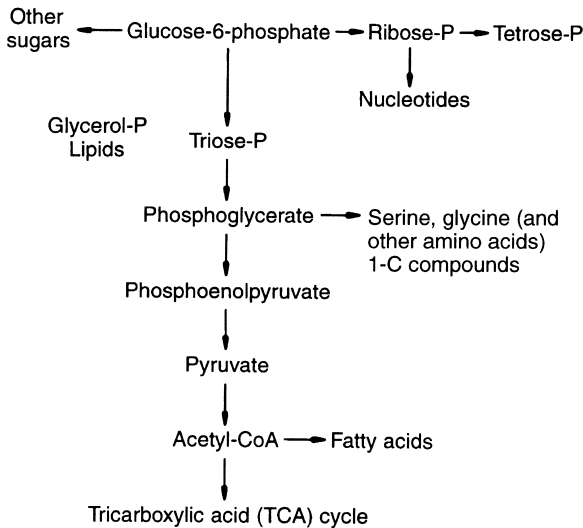 Other
sugars
Glucose-6-phosphate
Ribose-P
Tetrose-P
Nucleotides
Glycerol-P
Lipids
Triose-P
Phosphoglycerate
Serine, glycine (and
other amino acids)
1-C compounds
Phosphoenolpyruvate
Pyruvate
Acetyl-CoA
Fatty acids
Tricarboxylic acid (TCA) cycle